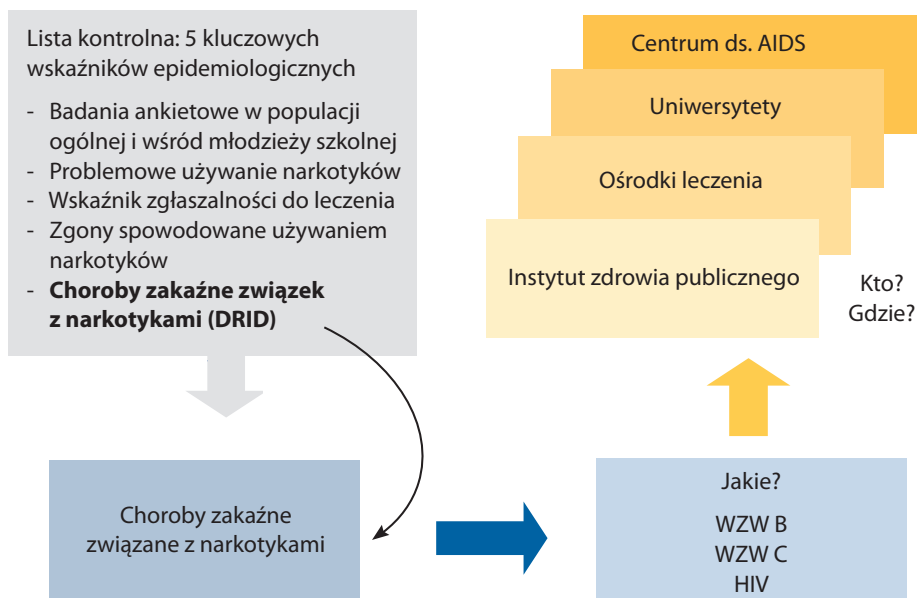 Lista kontrolna: 5 kluczowych
wskaźników epidemiologicznych
- Badania ankietowe w populacji
ogólnej i wśród młodzieży szkolnej
- Problemowe używanie narkotyków
- Wskaźnik zgłaszalności do leczenia
- Zgony spowodowane używaniem
narkotyków
- Choroby zakaźne związek
z narkotykami (DRID)
Choroby zakaźne
związane z narkotykami
Jakie?
WZW B
WZW C
HIV
Centrum ds. AIDS
Uniwersytety
Ośrodki leczenia
Instytut zdrowia publicznego
Kto?
Gdzie?